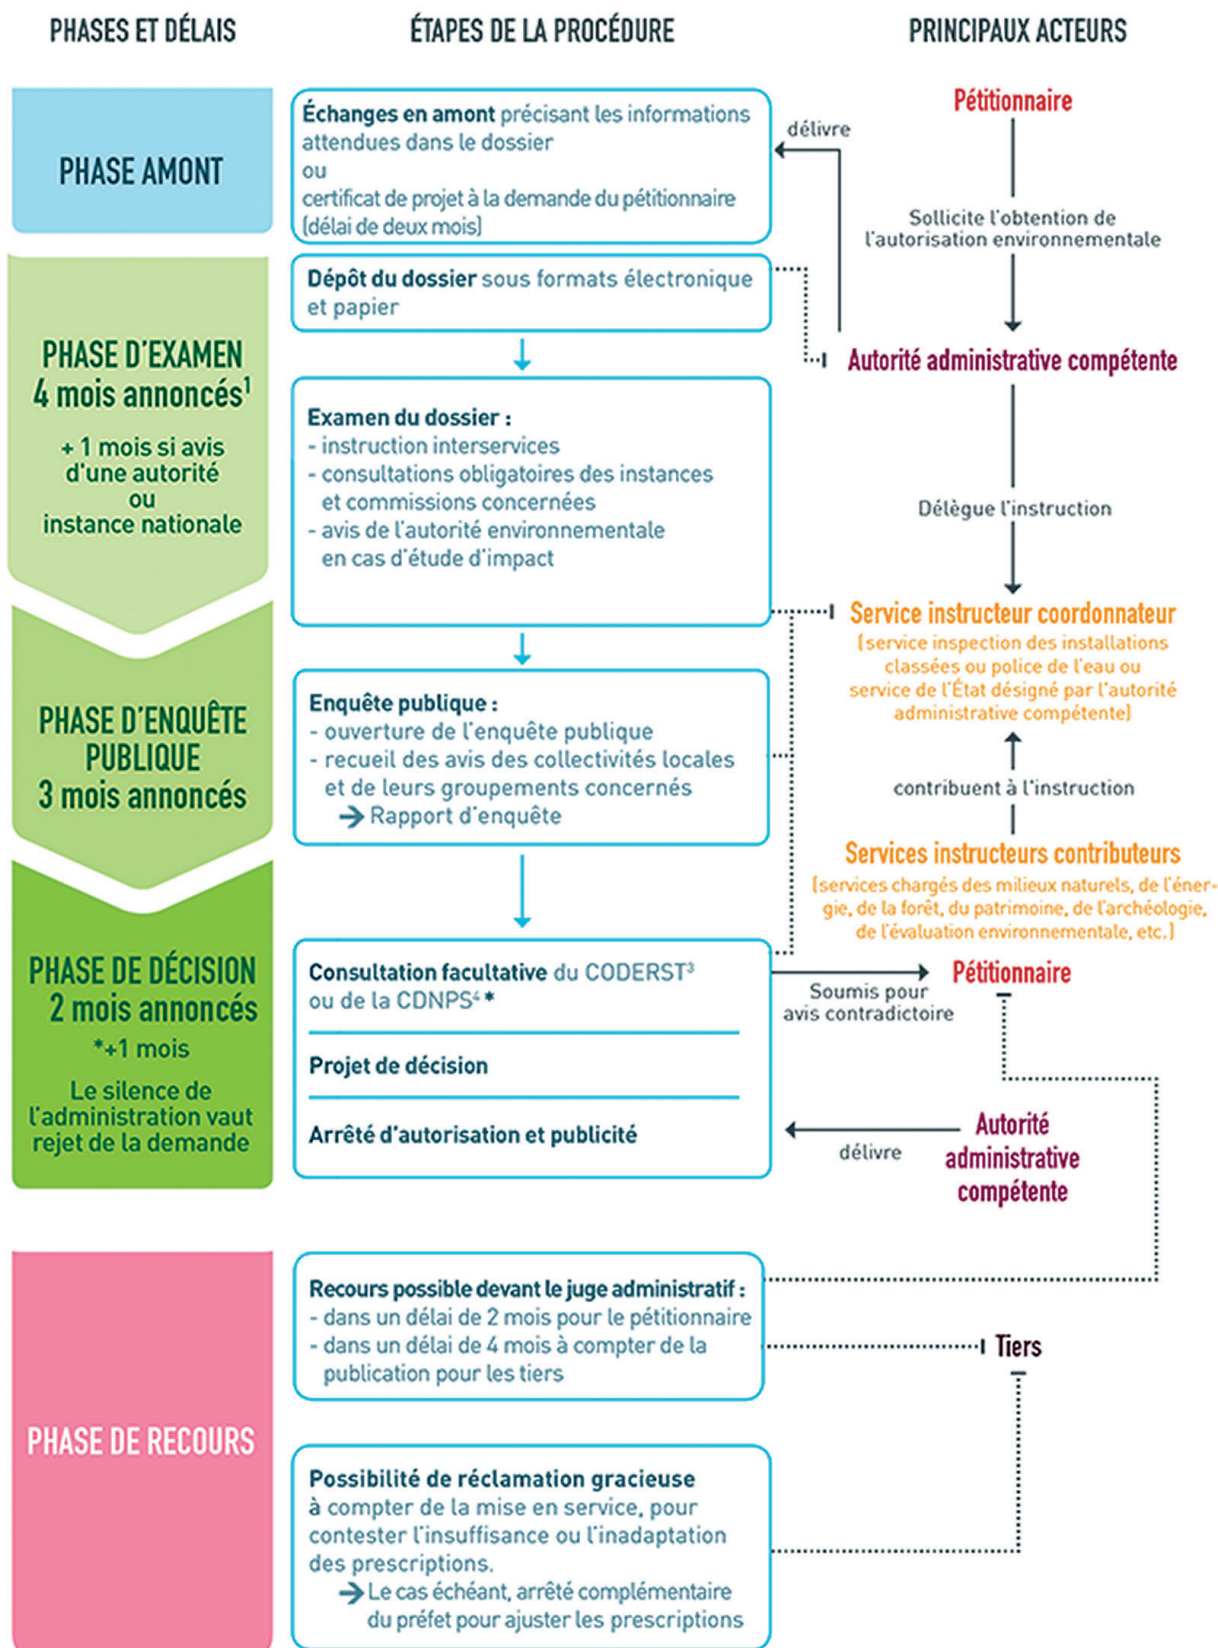 PHASES ET DÉLAIS
ÉTAPES DE LA PROCÉDURE
PRINCIPAUX ACTEURS
PHASE AMONT
Échanges en amont précisant les informations
attendues dans le dossier
ou
certificat de projet à la demande du pétitionnaire
(délai de deux mois)
délivre
Pétitionnaire
Sollicite l'obtention de
l'autorisation environnementale
PHASE D'EXAMEN
4 mois annoncés¹
+ 1 mois si avis
d'une autorité
ou
instance nationale
Dépôt du dossier sous formats électronique
et papier
Autorité administrative compétente
Examen du dossier :
- instruction interservices
- consultations obligatoires des instances
et commissions concernées
- avis de l'autorité environnementale
en cas d'étude d'impact
Délègue l'instruction
Service instructeur coordonnateur
(service inspection des installations
classées ou police de l'eau ou
service de l'État désigné par l'autorité
administrative compétente)
PHASE D'ENQUÊTE
PUBLIQUE
3 mois annoncés
Enquête publique :
- ouverture de l'enquête publique
- recueil des avis des collectivités locales
et de leurs groupements concernés
→ Rapport d'enquête
contribuent à l'instruction
Services instructeurs contributeurs
(services chargés des milieux naturels, de l'éner-
gie, de la forêt, du patrimoine, de l'archéologie,
de l'évaluation environnementale, etc.)
PHASE DE DÉCISION
2 mois annoncés
*+1 mois
Le silence de
l'administration vaut
rejet de la demande
Consultation facultative du CODERST³
ou de la CDNPS⁴ *
Projet de décision
Arrêté d'autorisation et publicité
Pétitionnaire
Soumis pour
avis contradictoire
délivre
Autorité
administrative
compétente
PHASE DE RECOURS
Recours possible devant le juge administratif :
- dans un délai de 2 mois pour le pétitionnaire
- dans un délai de 4 mois à compter de la
publication pour les tiers
Tiers
Possibilité de réclamation gracieuse
à compter de la mise en service, pour
contester l'insuffisance ou l'inadaptation
des prescriptions.
→ Le cas échéant, arrêté complémentaire
du préfet pour ajuster les prescriptions